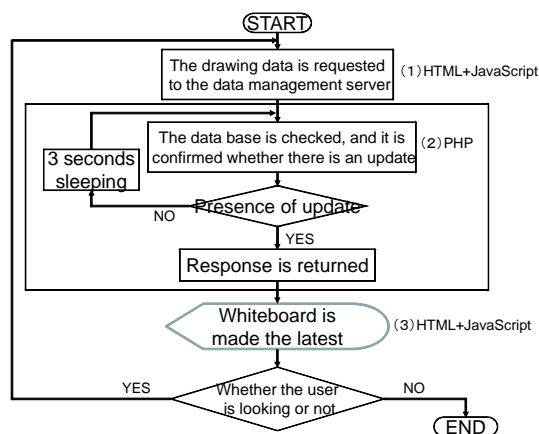 START
The drawing data is requested
to the data management server
(1)HTML+JavaScript
The data base is checked, and it is
confirmed whether there is an update
(2)PHP
3 seconds
sleeping
Presence of update
NO
YES
Response is returned
Whiteboard is
made the latest
(3)HTML+JavaScript
YES
Whether the user
is looking or not
NO
END